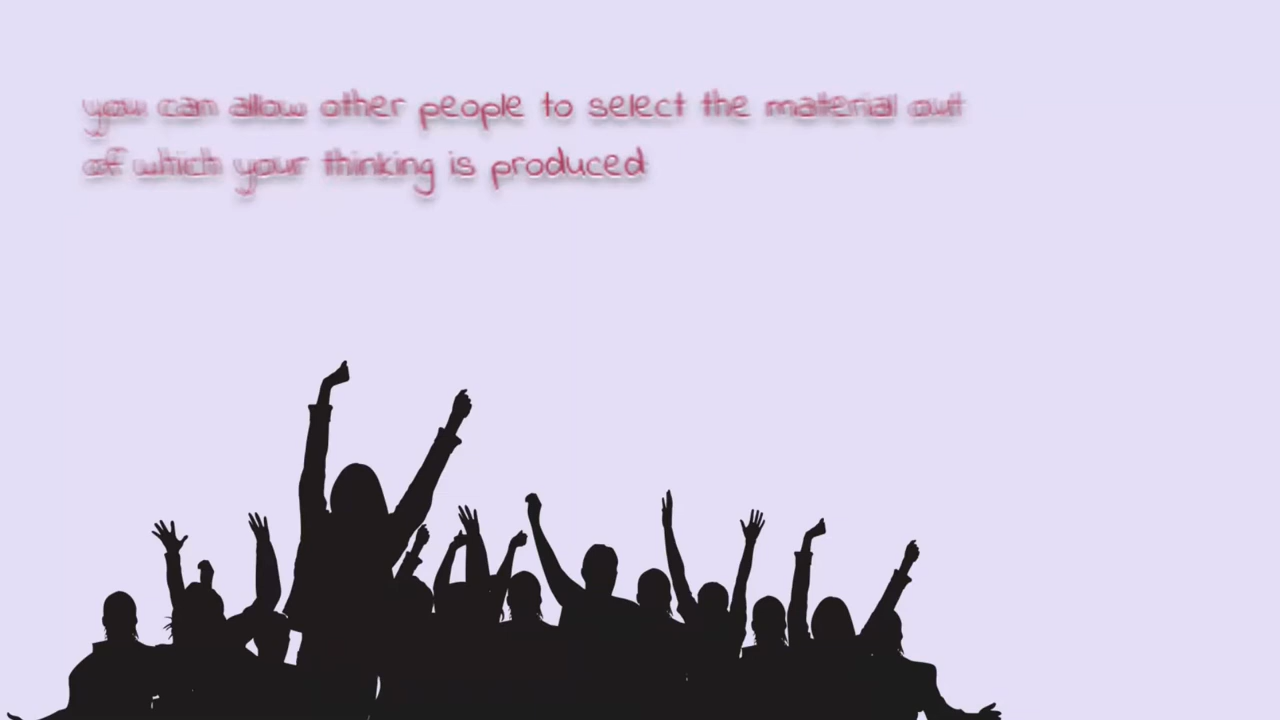 you can allow other people to select the material out
of which your thinking is produced